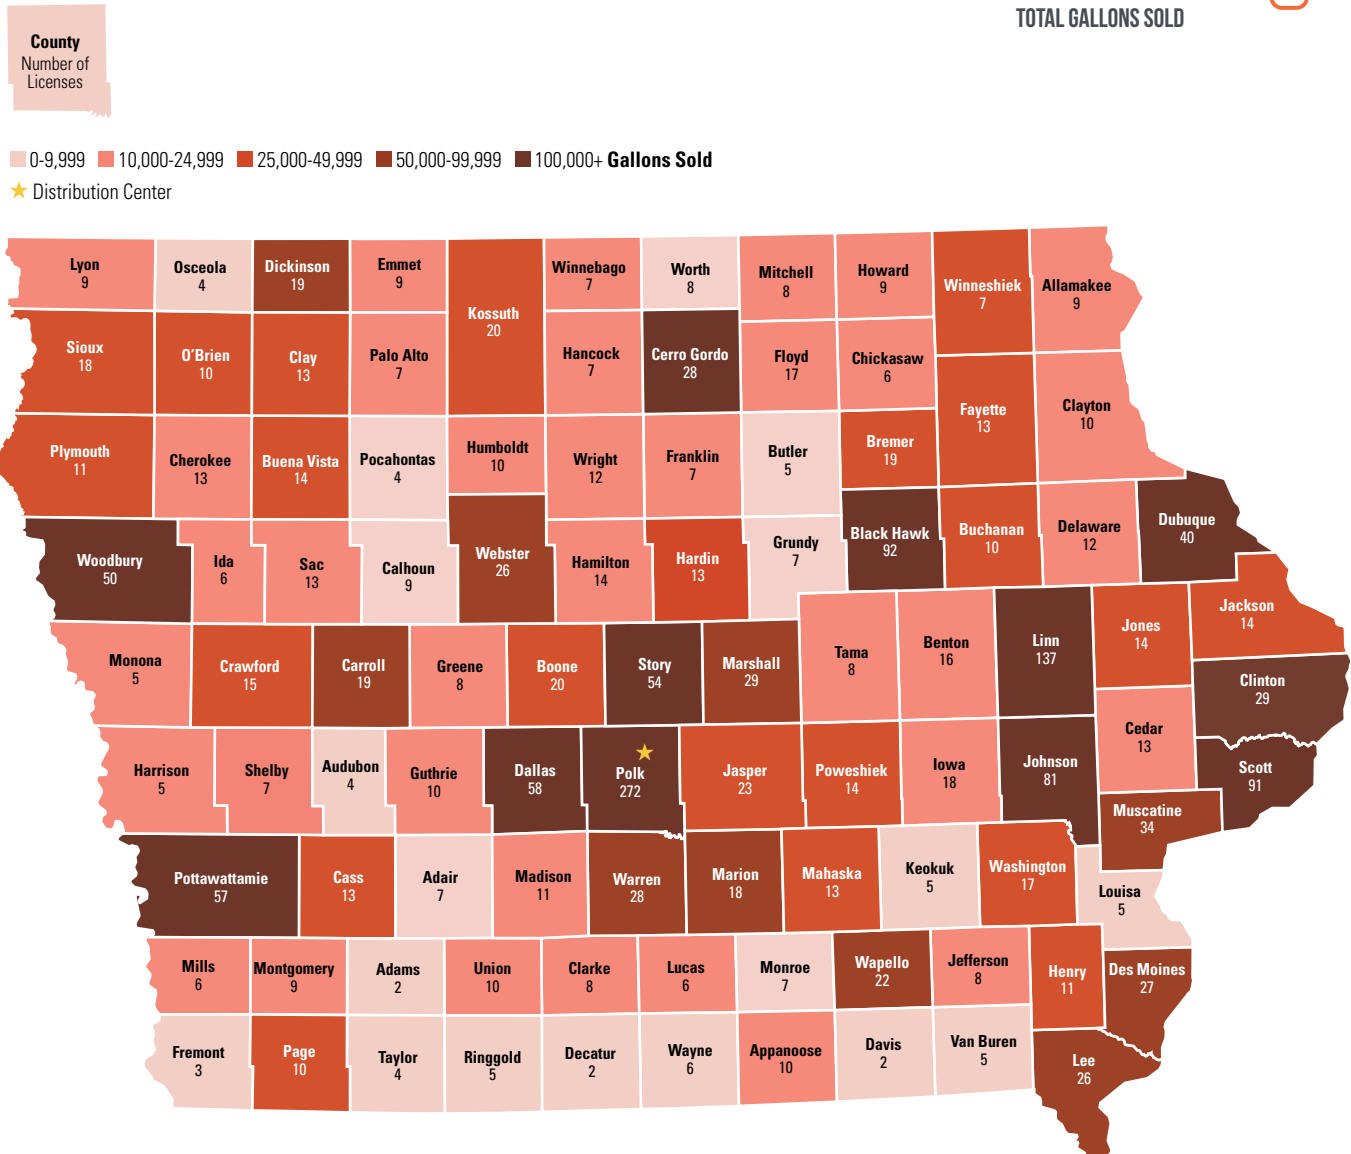 TOTAL GALLONS SOLD
County
Number of
Licenses
0-9,999 10,000-24,999 25,000-49,999 50,000-99,999 100,000+ Gallons Sold
Distribution Center
Lyon
9
Osceola
4
Dickinson
19
Emmet
9
Kossuth
20
Winnebago
7
Worth
8
Mitchell
8
Howard
9
Winneshiek
7
Allamakee
9
Sioux
18
O'Brien
10
Clay
13
Palo Alto
7
Hancock
7
Cerro Gordo
28
Floyd
17
Chickasaw
6
Fayette
13
Clayton
10
Plymouth
11
Cherokee
13
Buena Vista
14
Pocahontas
4
Humboldt
10
Wright
12
Franklin
7
Butler
5
Bremer
19
Woodbury
50
Ida
6
Sac
13
Calhoun
9
Webster
26
Hamilton
14
Hardin
13
Grundy
7
Black Hawk
92
Buchanan
10
Delaware
12
Dubuque
40
Monona
5
Crawford
15
Carroll
19
Greene
8
Boone
20
Story
54
Marshall
29
Tama
8
Benton
16
Linn
137
Jones
14
Jackson
14
Clinton
29
Harrison
5
Shelby
7
Audubon
4
Guthrie
10
Dallas
58
Polk
272
Jasper
23
Poweshiek
14
Iowa
18
Johnson
81
Cedar
13
Scott
91
Muscatine
34
Pottawattamie
57
Cass
13
Adair
7
Madison
11
Warren
28
Marion
18
Mahaska
13
Keokuk
5
Washington
17
Louisa
5
Mills
6
Montgomery
9
Adams
2
Union
10
Clarke
8
Lucas
6
Monroe
7
Wapello
22
Jefferson
8
Henry
11
Des Moines
27
Fremont
3
Page
10
Taylor
4
Ringgold
5
Decatur
2
Wayne
6
Appanoose
10
Davis
2
Van Buren
5
Lee
26